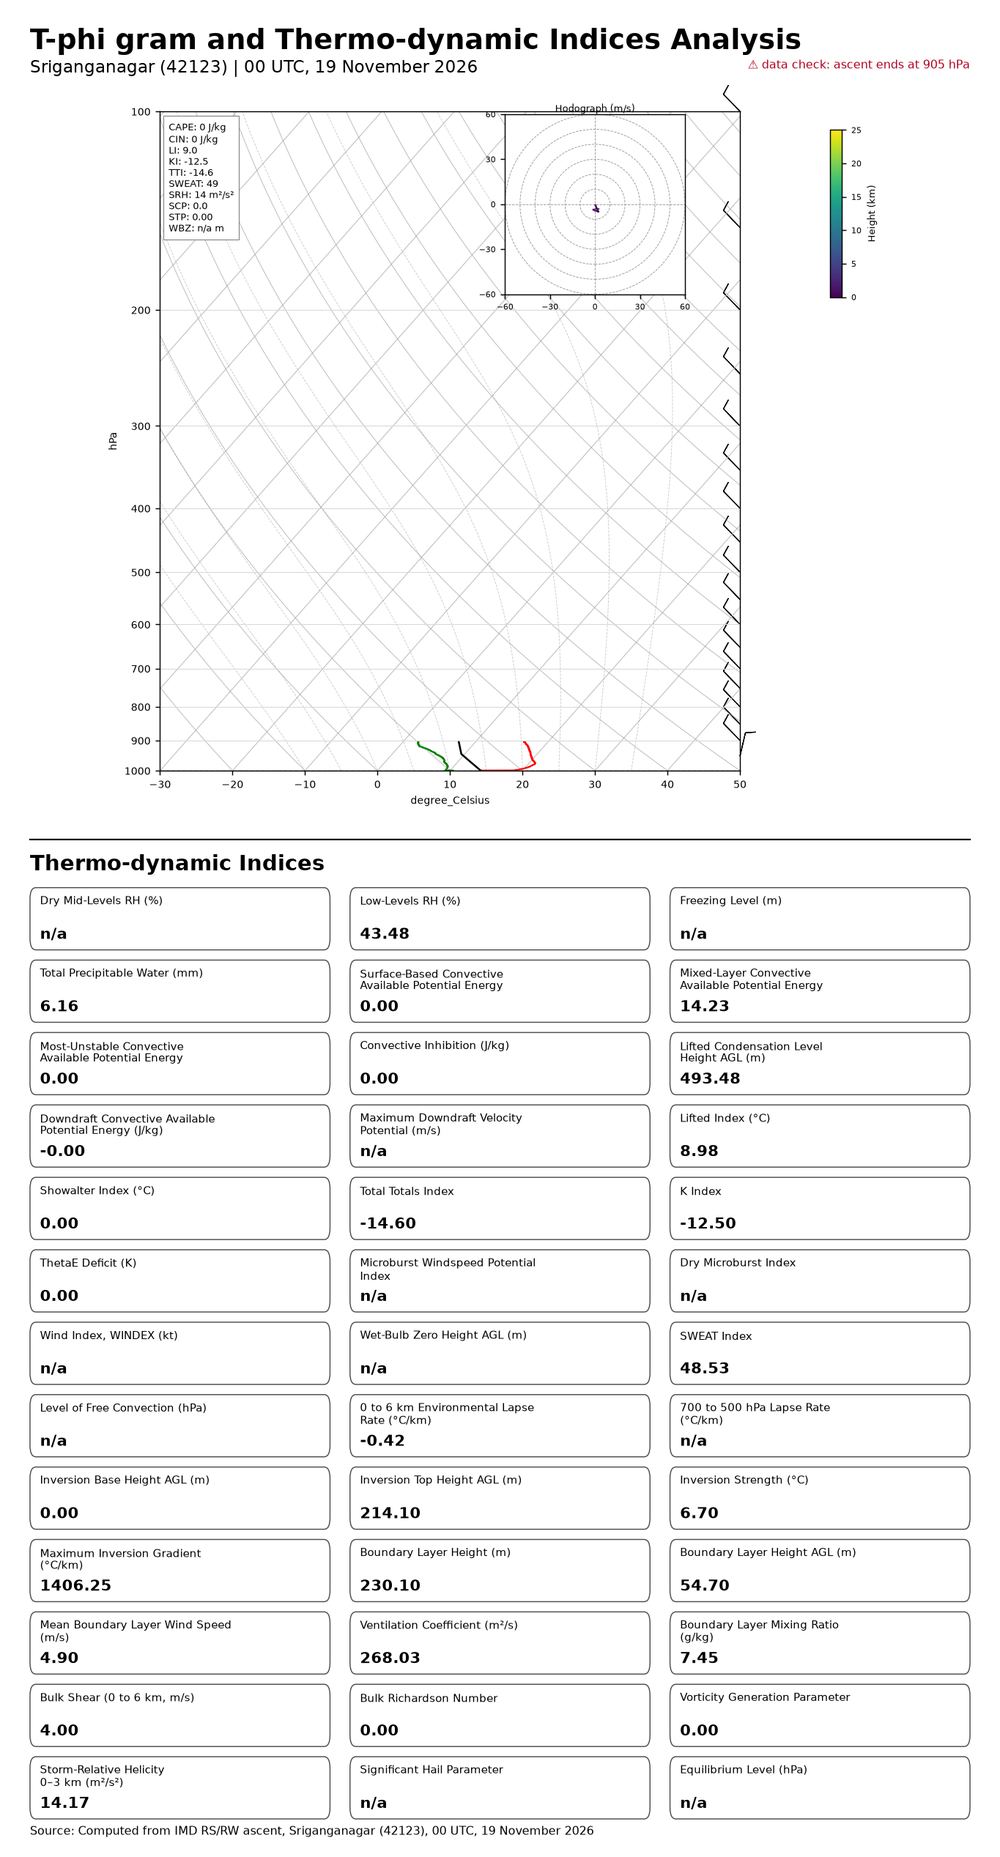 T-phi gram and Thermo-dynamic Indices Analysis
Sriganganagar (42123) | 00 UTC, 19 November 2026
⚠ data check: ascent ends at 905 hPa
CAPE: 0 J/kg
CIN: 0 J/kg
LI: 9.0
KI: -12.5
TTI: -14.6
SWEAT: 49
SRH: 14 m²/s²
SCP: 0.0
STP: 0.00
WBZ: n/a m
Hodograph (m/s)
60
30
0
−30
−60
−60 −30 0 30 60
25
20
15
10
5
0
Height (km)
100
200
300
400
500
600
700
800
900
1000
hPa
−30 −20 −10 0 10 20 30 40 50
degree_Celsius
Thermo-dynamic Indices
Dry Mid-Levels RH (%)
n/a
Low-Levels RH (%)
43.48
Freezing Level (m)
n/a
Total Precipitable Water (mm)
6.16
Surface-Based Convective
Available Potential Energy
0.00
Mixed-Layer Convective
Available Potential Energy
14.23
Most-Unstable Convective
Available Potential Energy
0.00
Convective Inhibition (J/kg)
0.00
Lifted Condensation Level
Height AGL (m)
493.48
Downdraft Convective Available
Potential Energy (J/kg)
-0.00
Maximum Downdraft Velocity
Potential (m/s)
n/a
Lifted Index (°C)
8.98
Showalter Index (°C)
0.00
Total Totals Index
-14.60
K Index
-12.50
ThetaE Deficit (K)
0.00
Microburst Windspeed Potential
Index
n/a
Dry Microburst Index
n/a
Wind Index, WINDEX (kt)
n/a
Wet-Bulb Zero Height AGL (m)
n/a
SWEAT Index
48.53
Level of Free Convection (hPa)
n/a
0 to 6 km Environmental Lapse
Rate (°C/km)
-0.42
700 to 500 hPa Lapse Rate
(°C/km)
n/a
Inversion Base Height AGL (m)
0.00
Inversion Top Height AGL (m)
214.10
Inversion Strength (°C)
6.70
Maximum Inversion Gradient
(°C/km)
1406.25
Boundary Layer Height (m)
230.10
Boundary Layer Height AGL (m)
54.70
Mean Boundary Layer Wind Speed
(m/s)
4.90
Ventilation Coefficient (m²/s)
268.03
Boundary Layer Mixing Ratio
(g/kg)
7.45
Bulk Shear (0 to 6 km, m/s)
4.00
Bulk Richardson Number
0.00
Vorticity Generation Parameter
0.00
Storm-Relative Helicity
0–3 km (m²/s²)
14.17
Significant Hail Parameter
n/a
Equilibrium Level (hPa)
n/a
Source: Computed from IMD RS/RW ascent, Sriganganagar (42123), 00 UTC, 19 November 2026